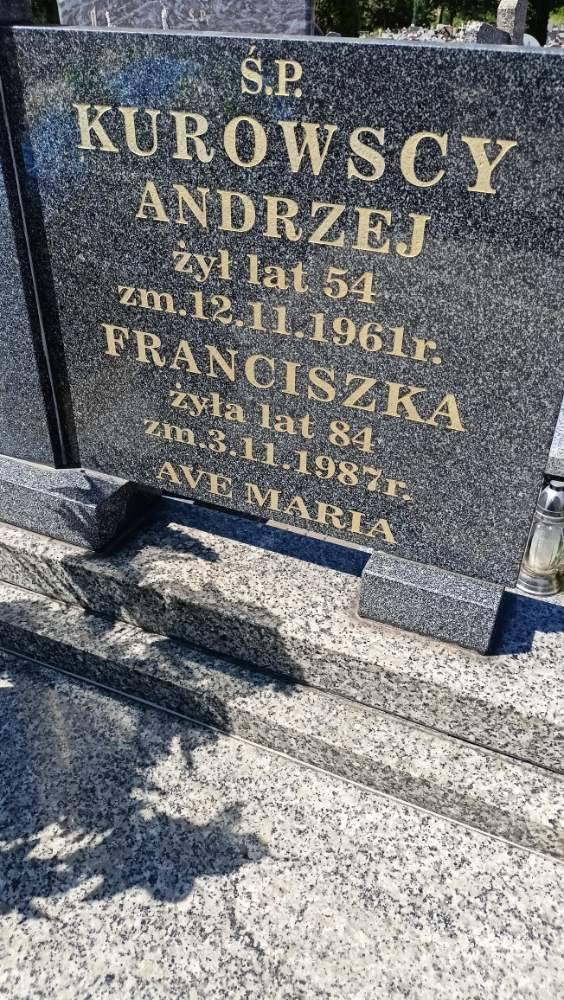 Ś.P.
KUROWSCY
ANDRZEJ
żył lat 54
zm.12.11.1961r.
FRANCISZKA
żyła lat 84
zm.3.11.1987r.
AVE MARIA